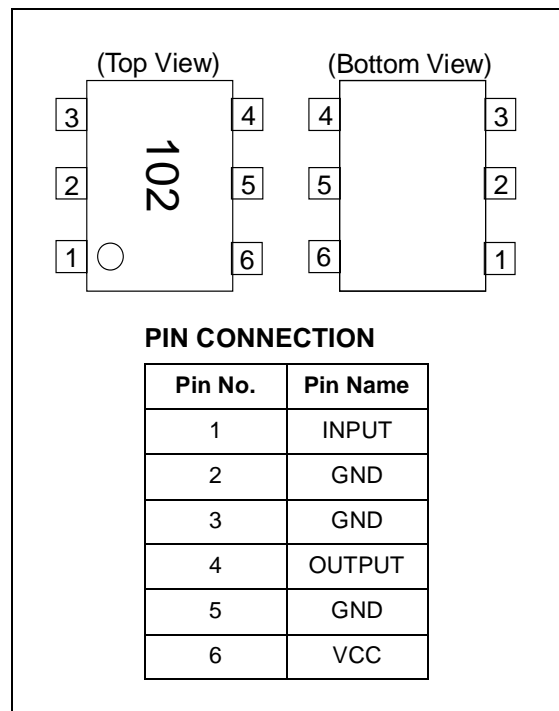 (Top View) (Bottom View)
3 4 4 3
102
2 5 5 2
1 6 6 1
PIN CONNECTION
Pin No. Pin Name
1 INPUT
2 GND
3 GND
4 OUTPUT
5 GND
6 VCC